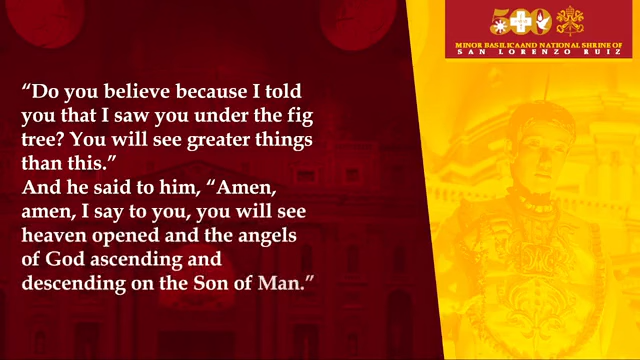 500
MINOR BASILICA AND NATIONAL SHRINE OF
SAN LORENZO RUIZ
“Do you believe because I told
you that I saw you under the fig
tree? You will see greater things
than this.”
And he said to him, “Amen,
amen, I say to you, you will see
heaven opened and the angels
of God ascending and
descending on the Son of Man.”